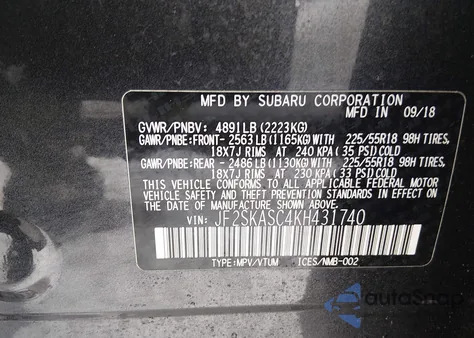 MFD BY SUBARU CORPORATION
MFD IN 09/18
GVWR/PNBV: 4891LB(2223KG)
GAWR/PNBE:FRONT-2563LB(1165KG)WITH 225/55R18 98H TIRES,
18X7J RIMS AT 240 KPA(35 PSI)COLD
GAWR/PNBE:REAR -2486LB(1130KG)WITH 225/55R18 98H TIRES,
18X7J RIMS AT 230 KPA(33 PSI)COLD
THIS VEHICLE CONFORMS TO ALL APPLICABLE FEDERAL MOTOR
VEHICLE SAFETY AND THEFT PREVENTION STANDARDS IN EFFECT
ON THE DATE OF MANUFACTURE SHOWN ABOVE.
VIN: JF2SKASC4KH431740
TYPE:MPV/VTUM ICES/NMB-002
autoSnap